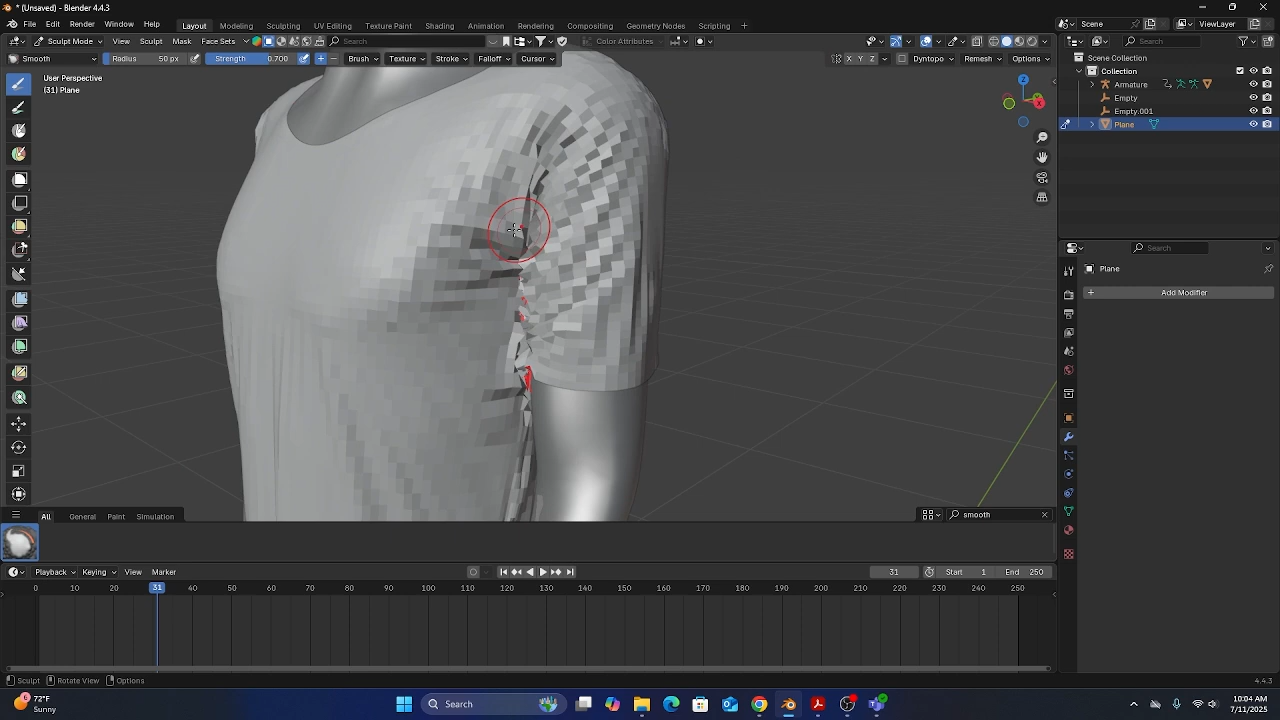 * (Unsaved) - Blender 4.4.3
File Edit Render Window Help Layout Modeling Sculpting UV Editing Texture Paint Shading Animation Rendering Compositing Geometry Nodes Scripting + Scene ViewLayer
Sculpt Mode View Sculpt Mask Face Sets Search Color Attributes Search
Smooth Radius 50 px Strength 0.700 Brush Texture Stroke Falloff Cursor X Y Z Dyntopo Remesh Options
Scene Collection
Collection
Armature
Empty
Empty.001
Plane
User Perspective
(31) Plane
Z
X
Search
Plane
+ Add Modifier
All General Paint Simulation smooth
Playback Keying View Marker 31 Start 1 End 250
0 10 20 31 40 50 60 70 80 90 100 110 120 130 140 150 160 170 180 190 200 210 220 230 240 250
Sculpt Rotate View Options 4.4.3
6
72°F
Sunny
Search
10:04 AM
7/11/2025